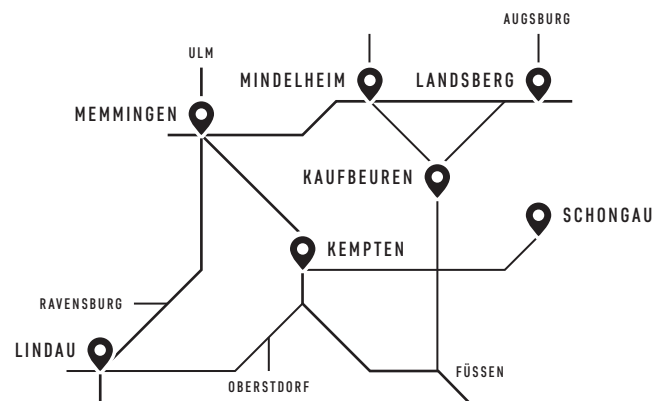 AUGSBURG
ULM
MINDELHEIM
LANDSBERG
MEMMINGEN
KAUFBEUREN
SCHONGAU
KEMPTEN
RAVENSBURG
LINDAU
FÜSSEN
OBERSTDORF